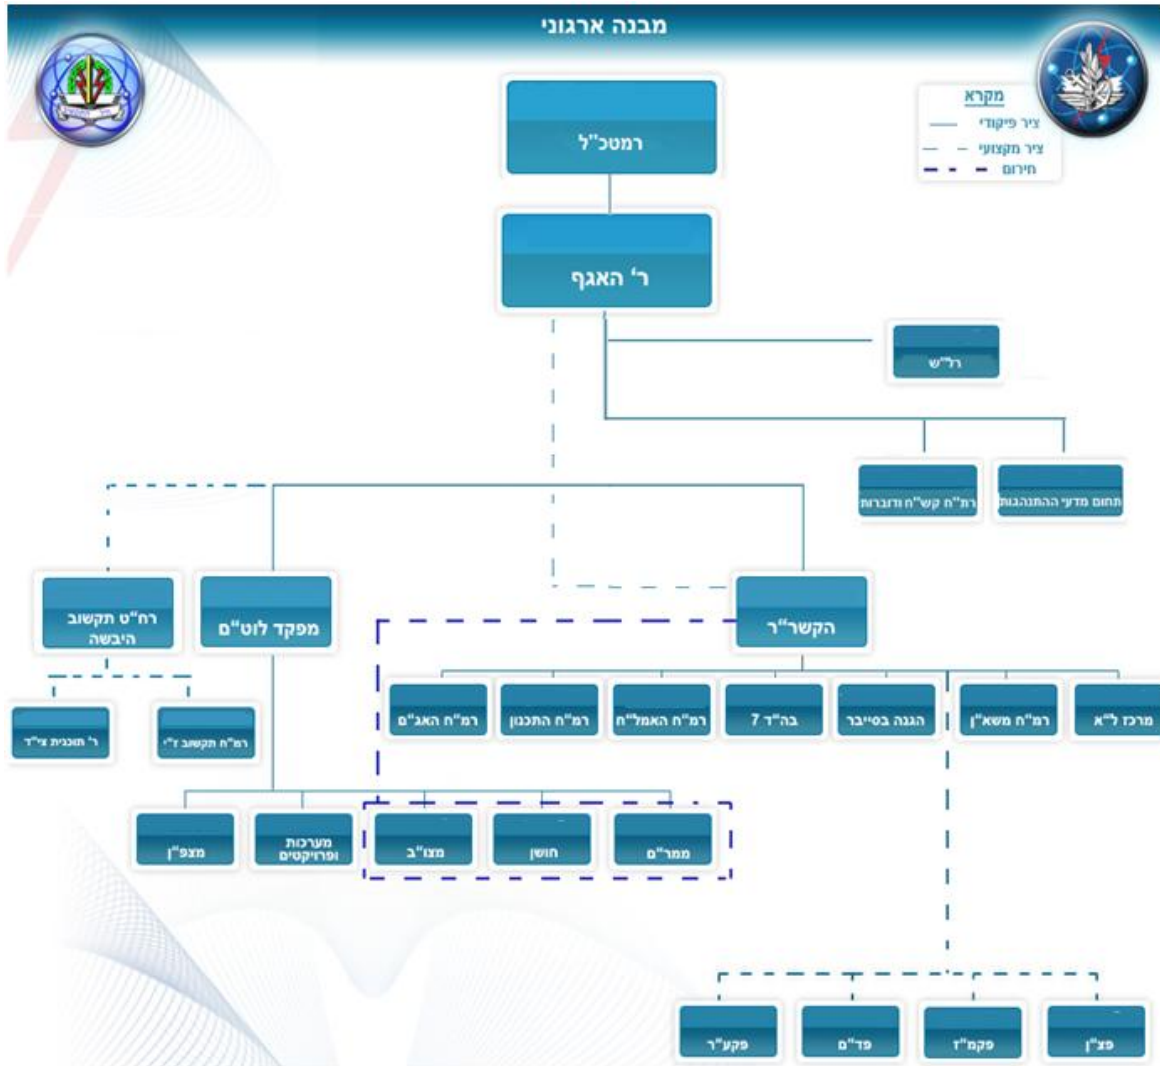 מבנה ארגוני
מקרא
ציר פיקודי
ציר מקצועי
חירום
רמטכ"ל
ר' האגף
רל"ש
תחום מדעי ההתנהגות
רמ"ח קש"ח ודוברות
הקשר"ר
מפקד לוט"ם
רח"ט תקשוב
היבשה
מרכז ל"א
רמ"ח משא"ן
הגנה בסייבר
בה"ד 7
רמ"ח האמל"ח
רמ"ח התכנון
רמ"ח האג"ם
רמ"ח תקשוב ז"י
ר' תוכנית צי"ד
ממר"ם
חושן
מצו"ב
מערכות
ופרויקטים
מצפ"ן
פצ"ן
פקמ"ז
פד"ם
פקע"ר